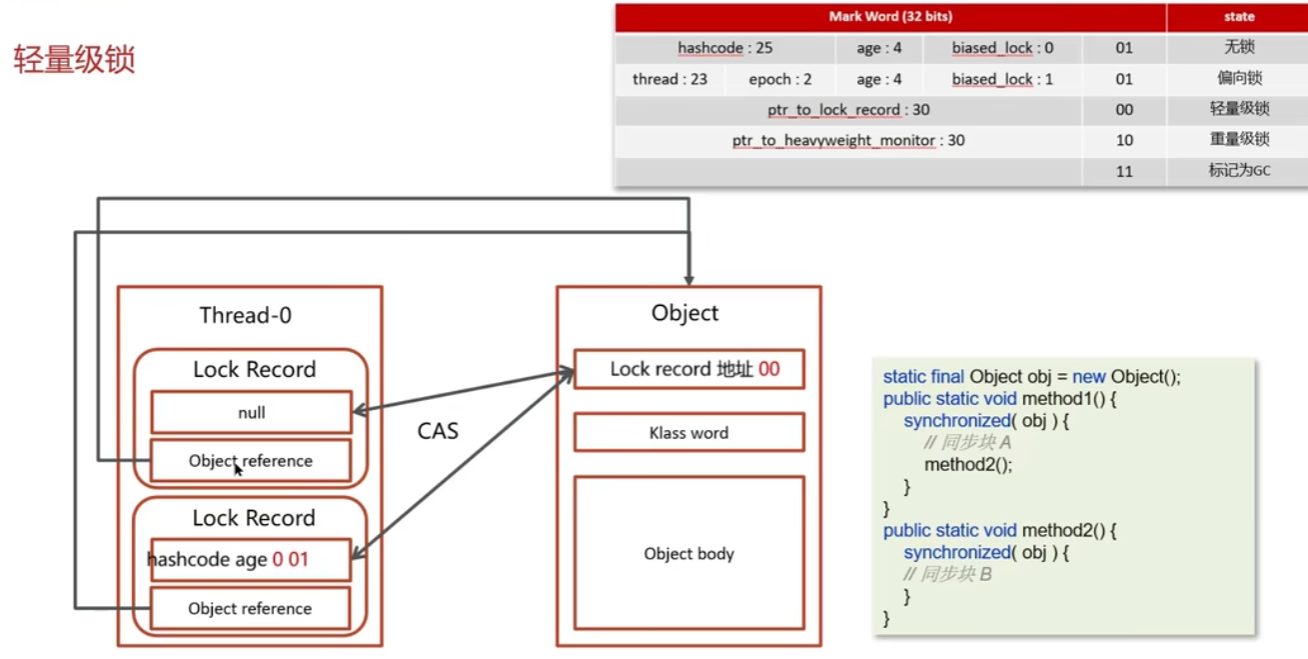 轻量级锁
Mark Word (32 bits) state
hashcode : 25 age : 4 biased_lock : 0 01 无锁
thread : 23 epoch : 2 age : 4 biased_lock : 1 01 偏向锁
ptr_to_lock_record : 30 00 轻量级锁
ptr_to_heavyweight_monitor : 30 10 重量级锁
11 标记为GC
Thread-0
Lock Record
null
Object reference
Lock Record
hashcode age 0 01
Object reference
CAS
Object
Lock record 地址 00
Klass word
Object body
static final Object obj = new Object();
public static void method1() {
synchronized( obj ) {
// 同步块 A
method2();
}
}
public static void method2() {
synchronized( obj ) {
// 同步块 B
}
}